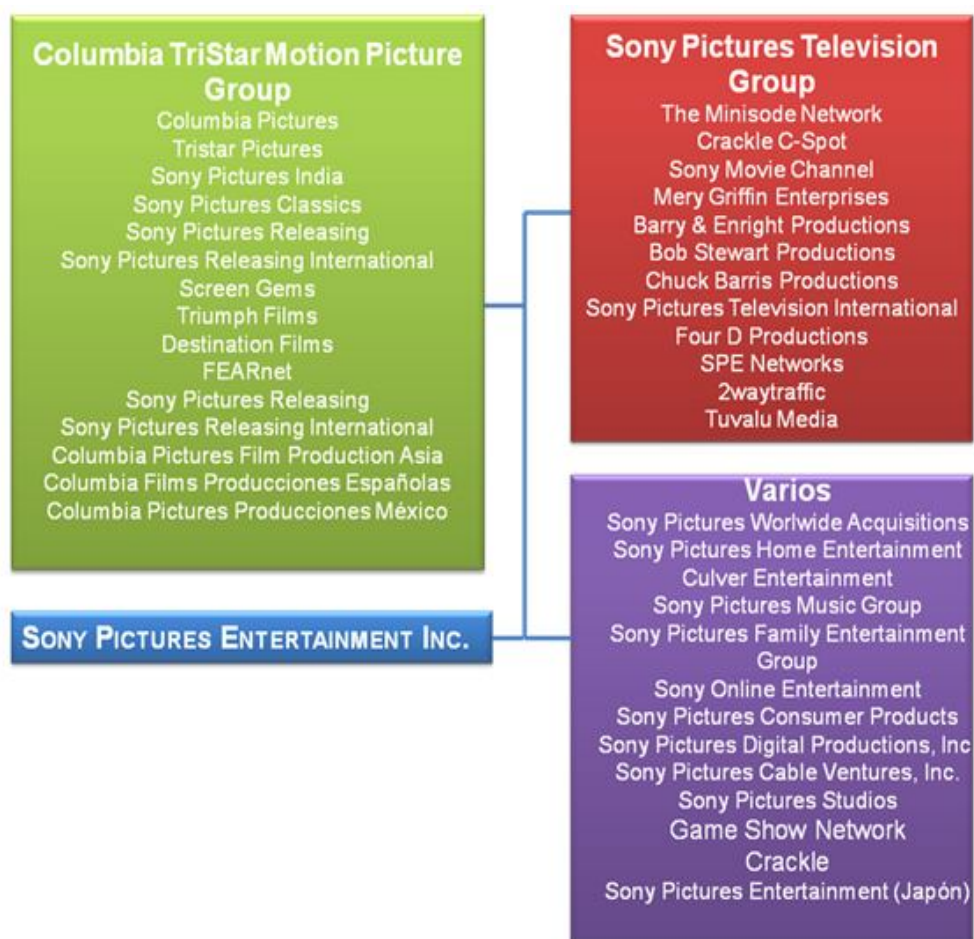 Columbia TriStar Motion Picture
Group
Columbia Pictures
Tristar Pictures
Sony Pictures India
Sony Pictures Classics
Sony Pictures Releasing
Sony Pictures Releasing International
Screen Gems
Triumph Films
Destination Films
FEARnet
Sony Pictures Releasing
Sony Pictures Releasing International
Columbia Pictures Film Production Asia
Columbia Films Producciones Españolas
Columbia Pictures Producciones México
SONY PICTURES ENTERTAINMENT INC.
Sony Pictures Television
Group
The Minisode Network
Crackle C-Spot
Sony Movie Channel
Mery Griffin Enterprises
Barry & Enright Productions
Bob Stewart Productions
Chuck Barris Productions
Sony Pictures Television International
Four D Productions
SPE Networks
2waytraffic
Tuvalu Media
Varios
Sony Pictures Worlwide Acquisitions
Sony Pictures Home Entertainment
Culver Entertainment
Sony Pictures Music Group
Sony Pictures Family Entertainment
Group
Sony Online Entertainment
Sony Pictures Consumer Products
Sony Pictures Digital Productions, Inc
Sony Pictures Cable Ventures, Inc.
Sony Pictures Studios
Game Show Network
Crackle
Sony Pictures Entertainment (Japón)